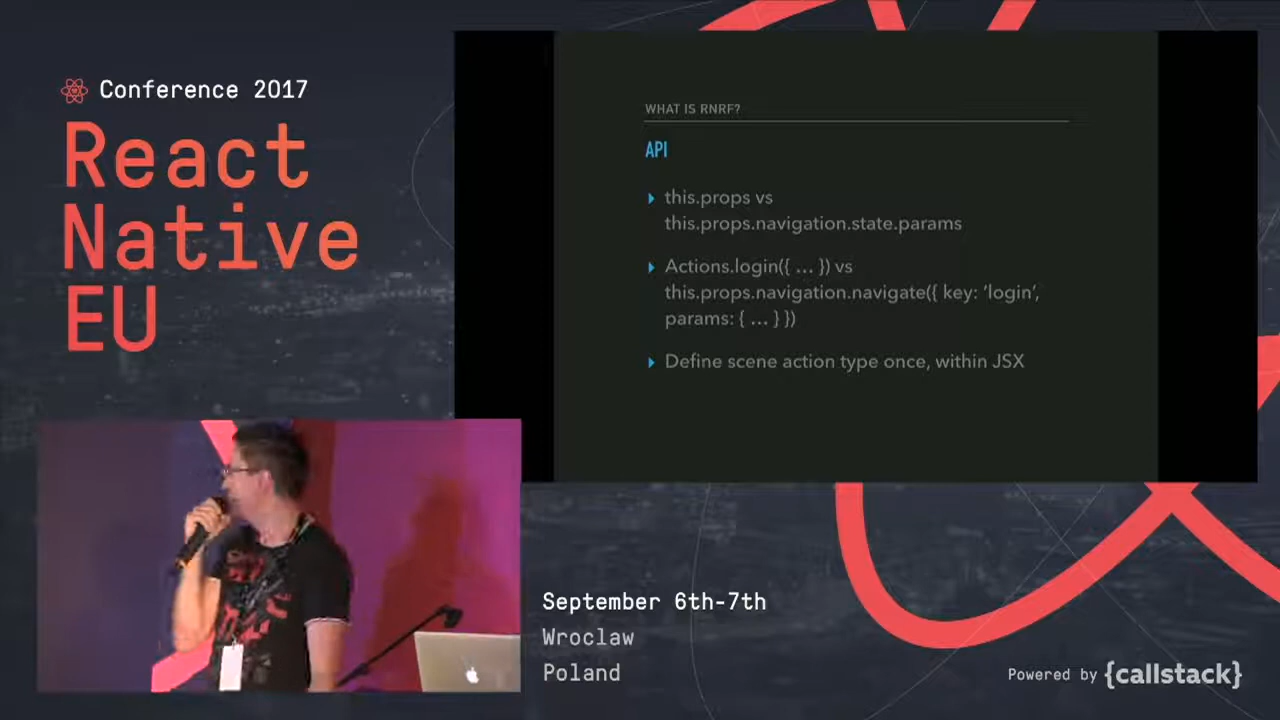 Conference 2017
React
Native
EU
WHAT IS RNRF?
API
this.props vs
this.props.navigation.state.params
Actions.login({ … }) vs
this.props.navigation.navigate({ key: ‘login’,
params: { … } })
Define scene action type once, within JSX
September 6th-7th
Wroclaw
Poland
Powered by {callstack}